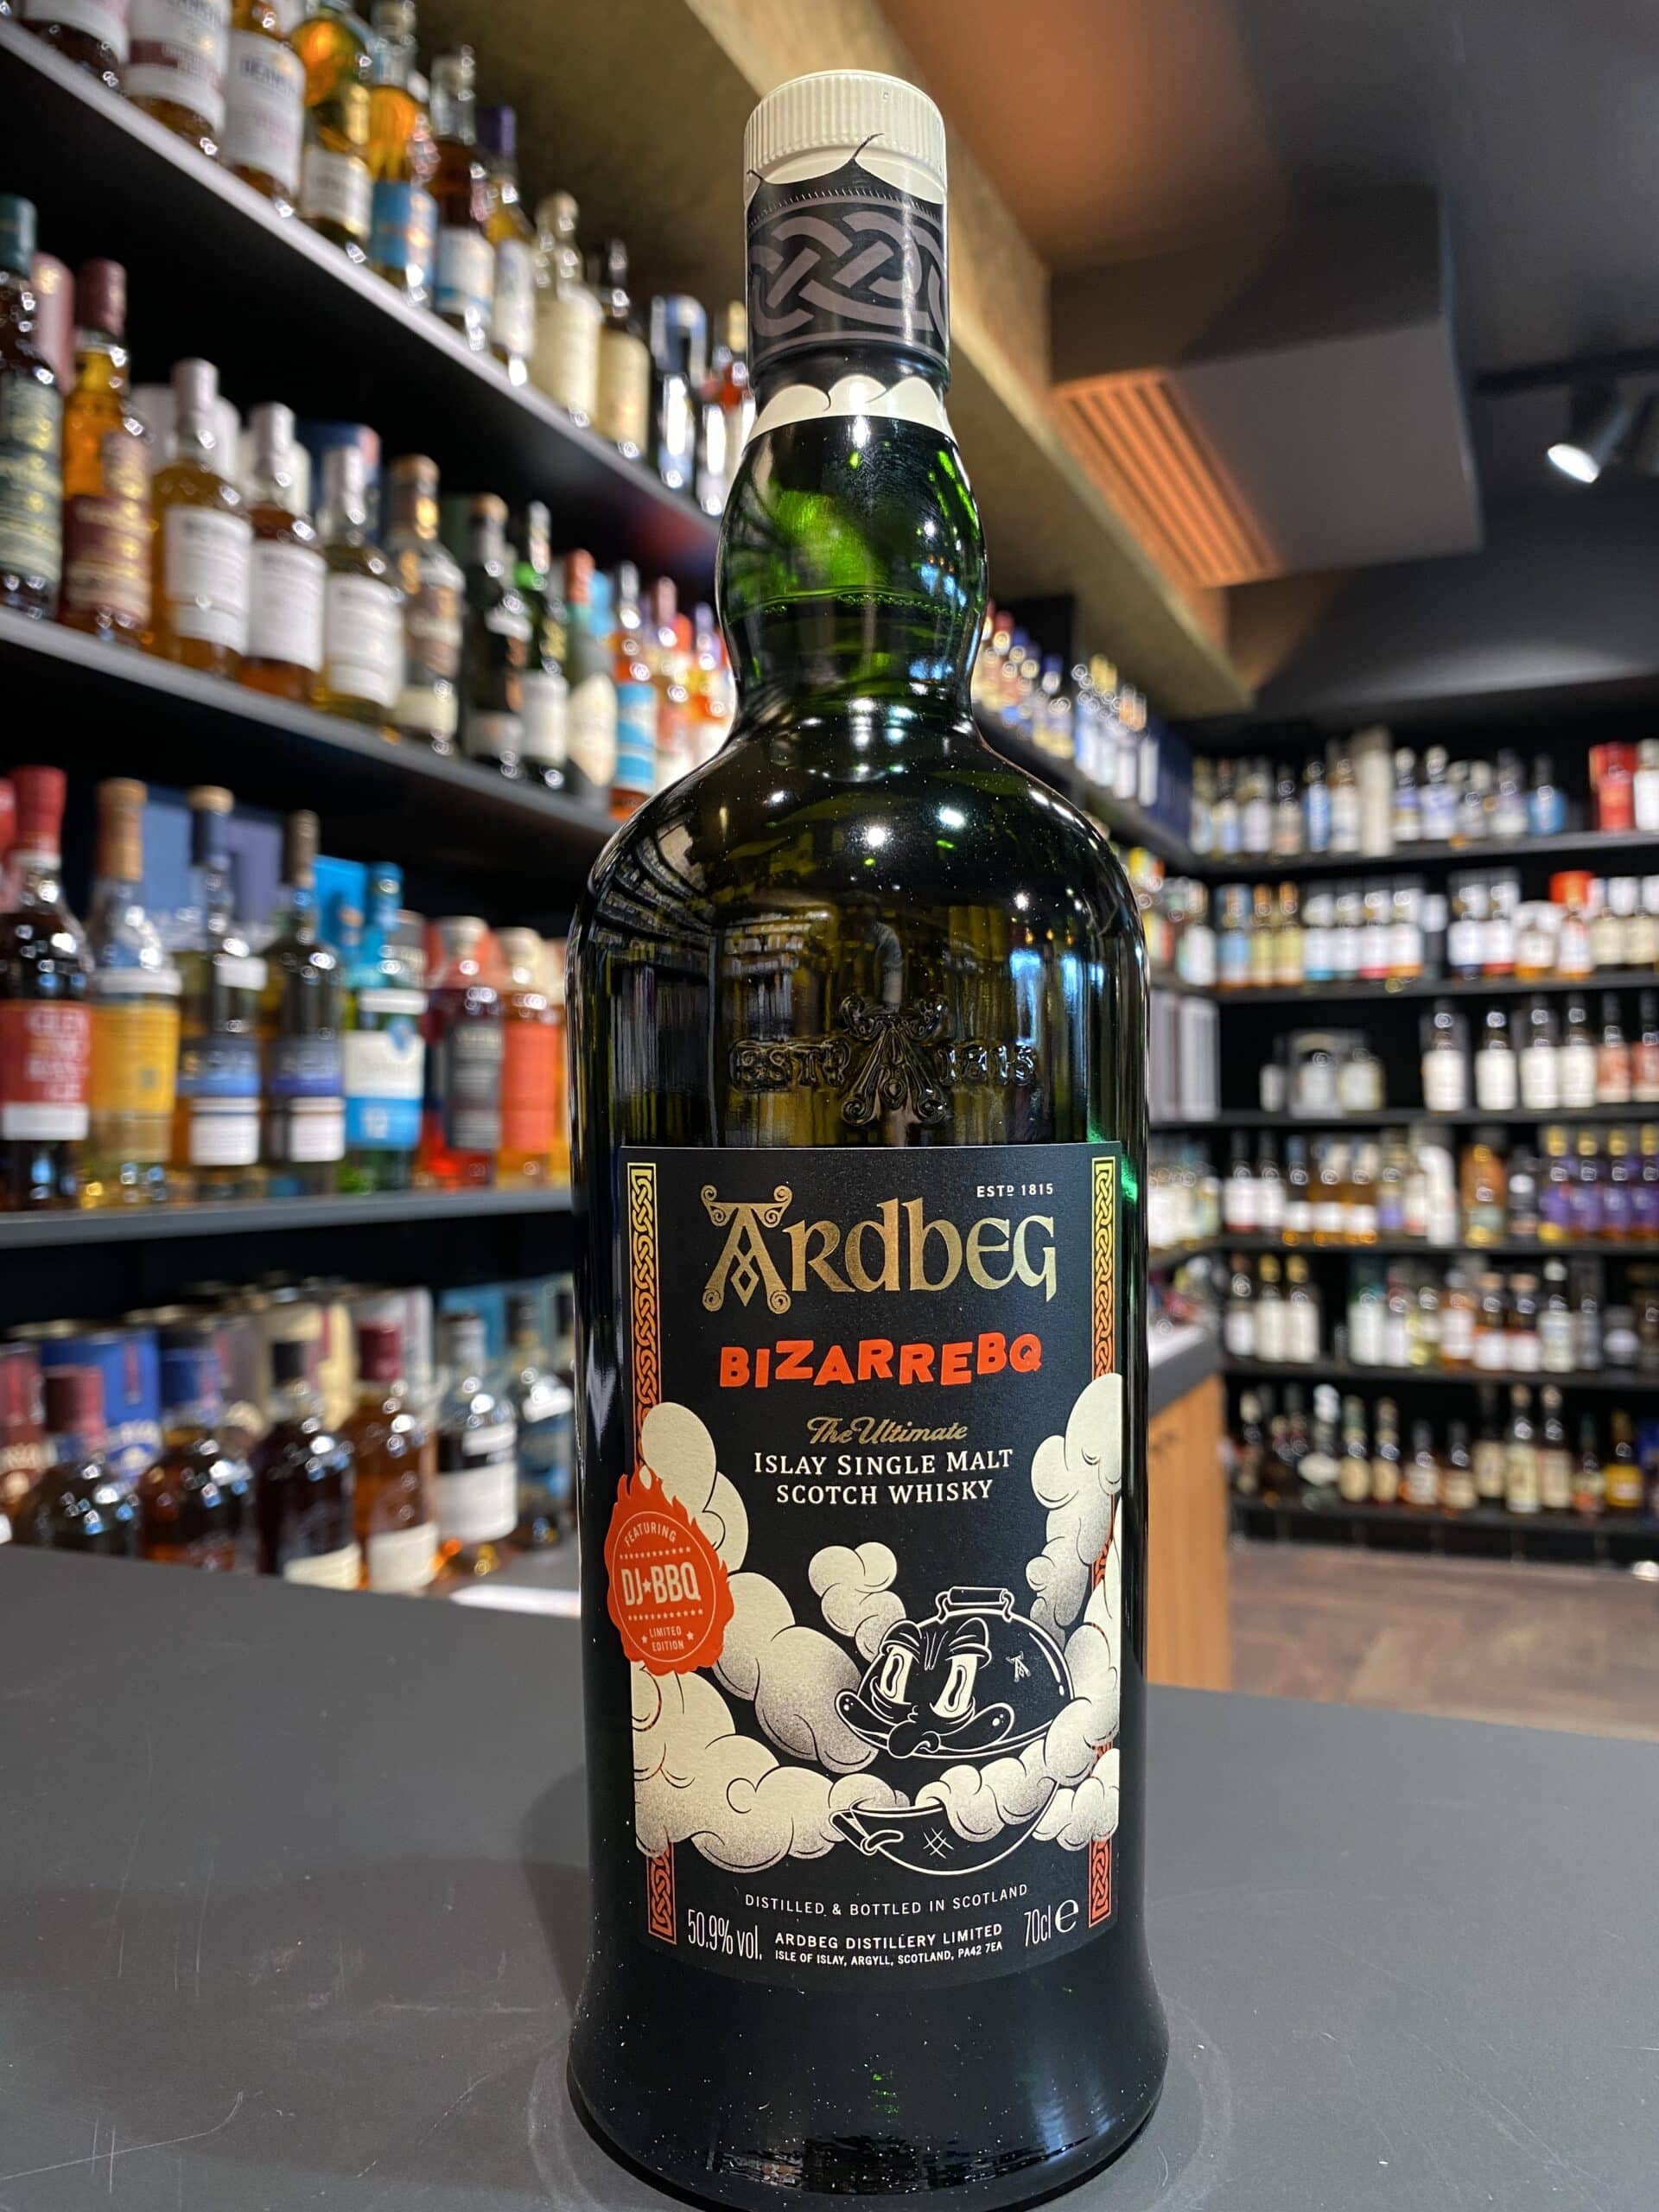 ESTD 1815
ESTD 1815
ARdbEG
BIZARREBQ
The Ultimate
ISLAY SINGLE MALT
SCOTCH WHISKY
FEATURING
DJ★BBQ
LIMITED
EDITION
DISTILLED & BOTTLED IN SCOTLAND
50.9% vol.
ARDBEG DISTILLERY LIMITED
ISLE OF ISLAY, ARGYLL, SCOTLAND, PA42 7EA
70cl e
12